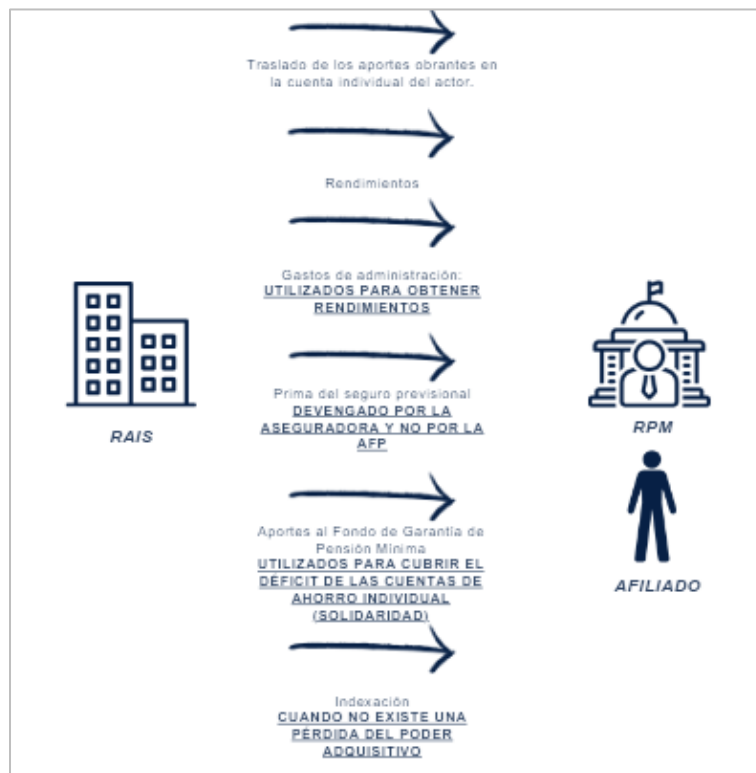 Traslado de los aportes obrantes en
la cuenta individual del actor.
Rendimientos
Gastos de administración:
UTILIZADOS PARA OBTENER
RENDIMIENTOS
Prima del seguro previsional
DEVENGADO POR LA
ASEGURADORA Y NO POR LA
AFP
RAIS
RPM
Aportes al Fondo de Garantía de
Pensión Mínima
UTILIZADOS PARA CUBRIR EL
DÉFICIT DE LAS CUENTAS DE
AHORRO INDIVIDUAL
(SOLIDARIDAD)
AFILIADO
Indexación
CUANDO NO EXISTE UNA
PÉRDIDA DEL PODER
ADQUISITIVO